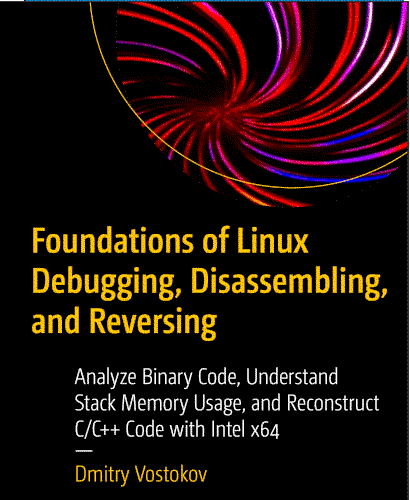 Foundations of Linux
Debugging, Disassembling,
and Reversing
Analyze Binary Code, Understand
Stack Memory Usage, and Reconstruct
C/C++ Code with Intel x64
—
Dmitry Vostokov